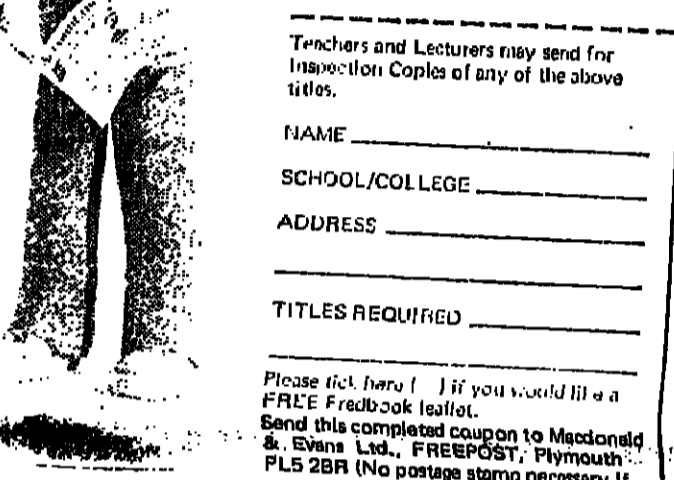 Teachers and Lecturers may send for
Inspection Copies of any of the above
titles.
NAME
SCHOOL/COLLEGE
ADDRESS
TITLES REQUIRED
Please tick here ( ) if you would like a
FREE Fredbook leaflet.
Send this completed coupon to Macdonald
& Evans Ltd., FREEPOST, Plymouth
PL5 2BR (No postage stamp necessary if